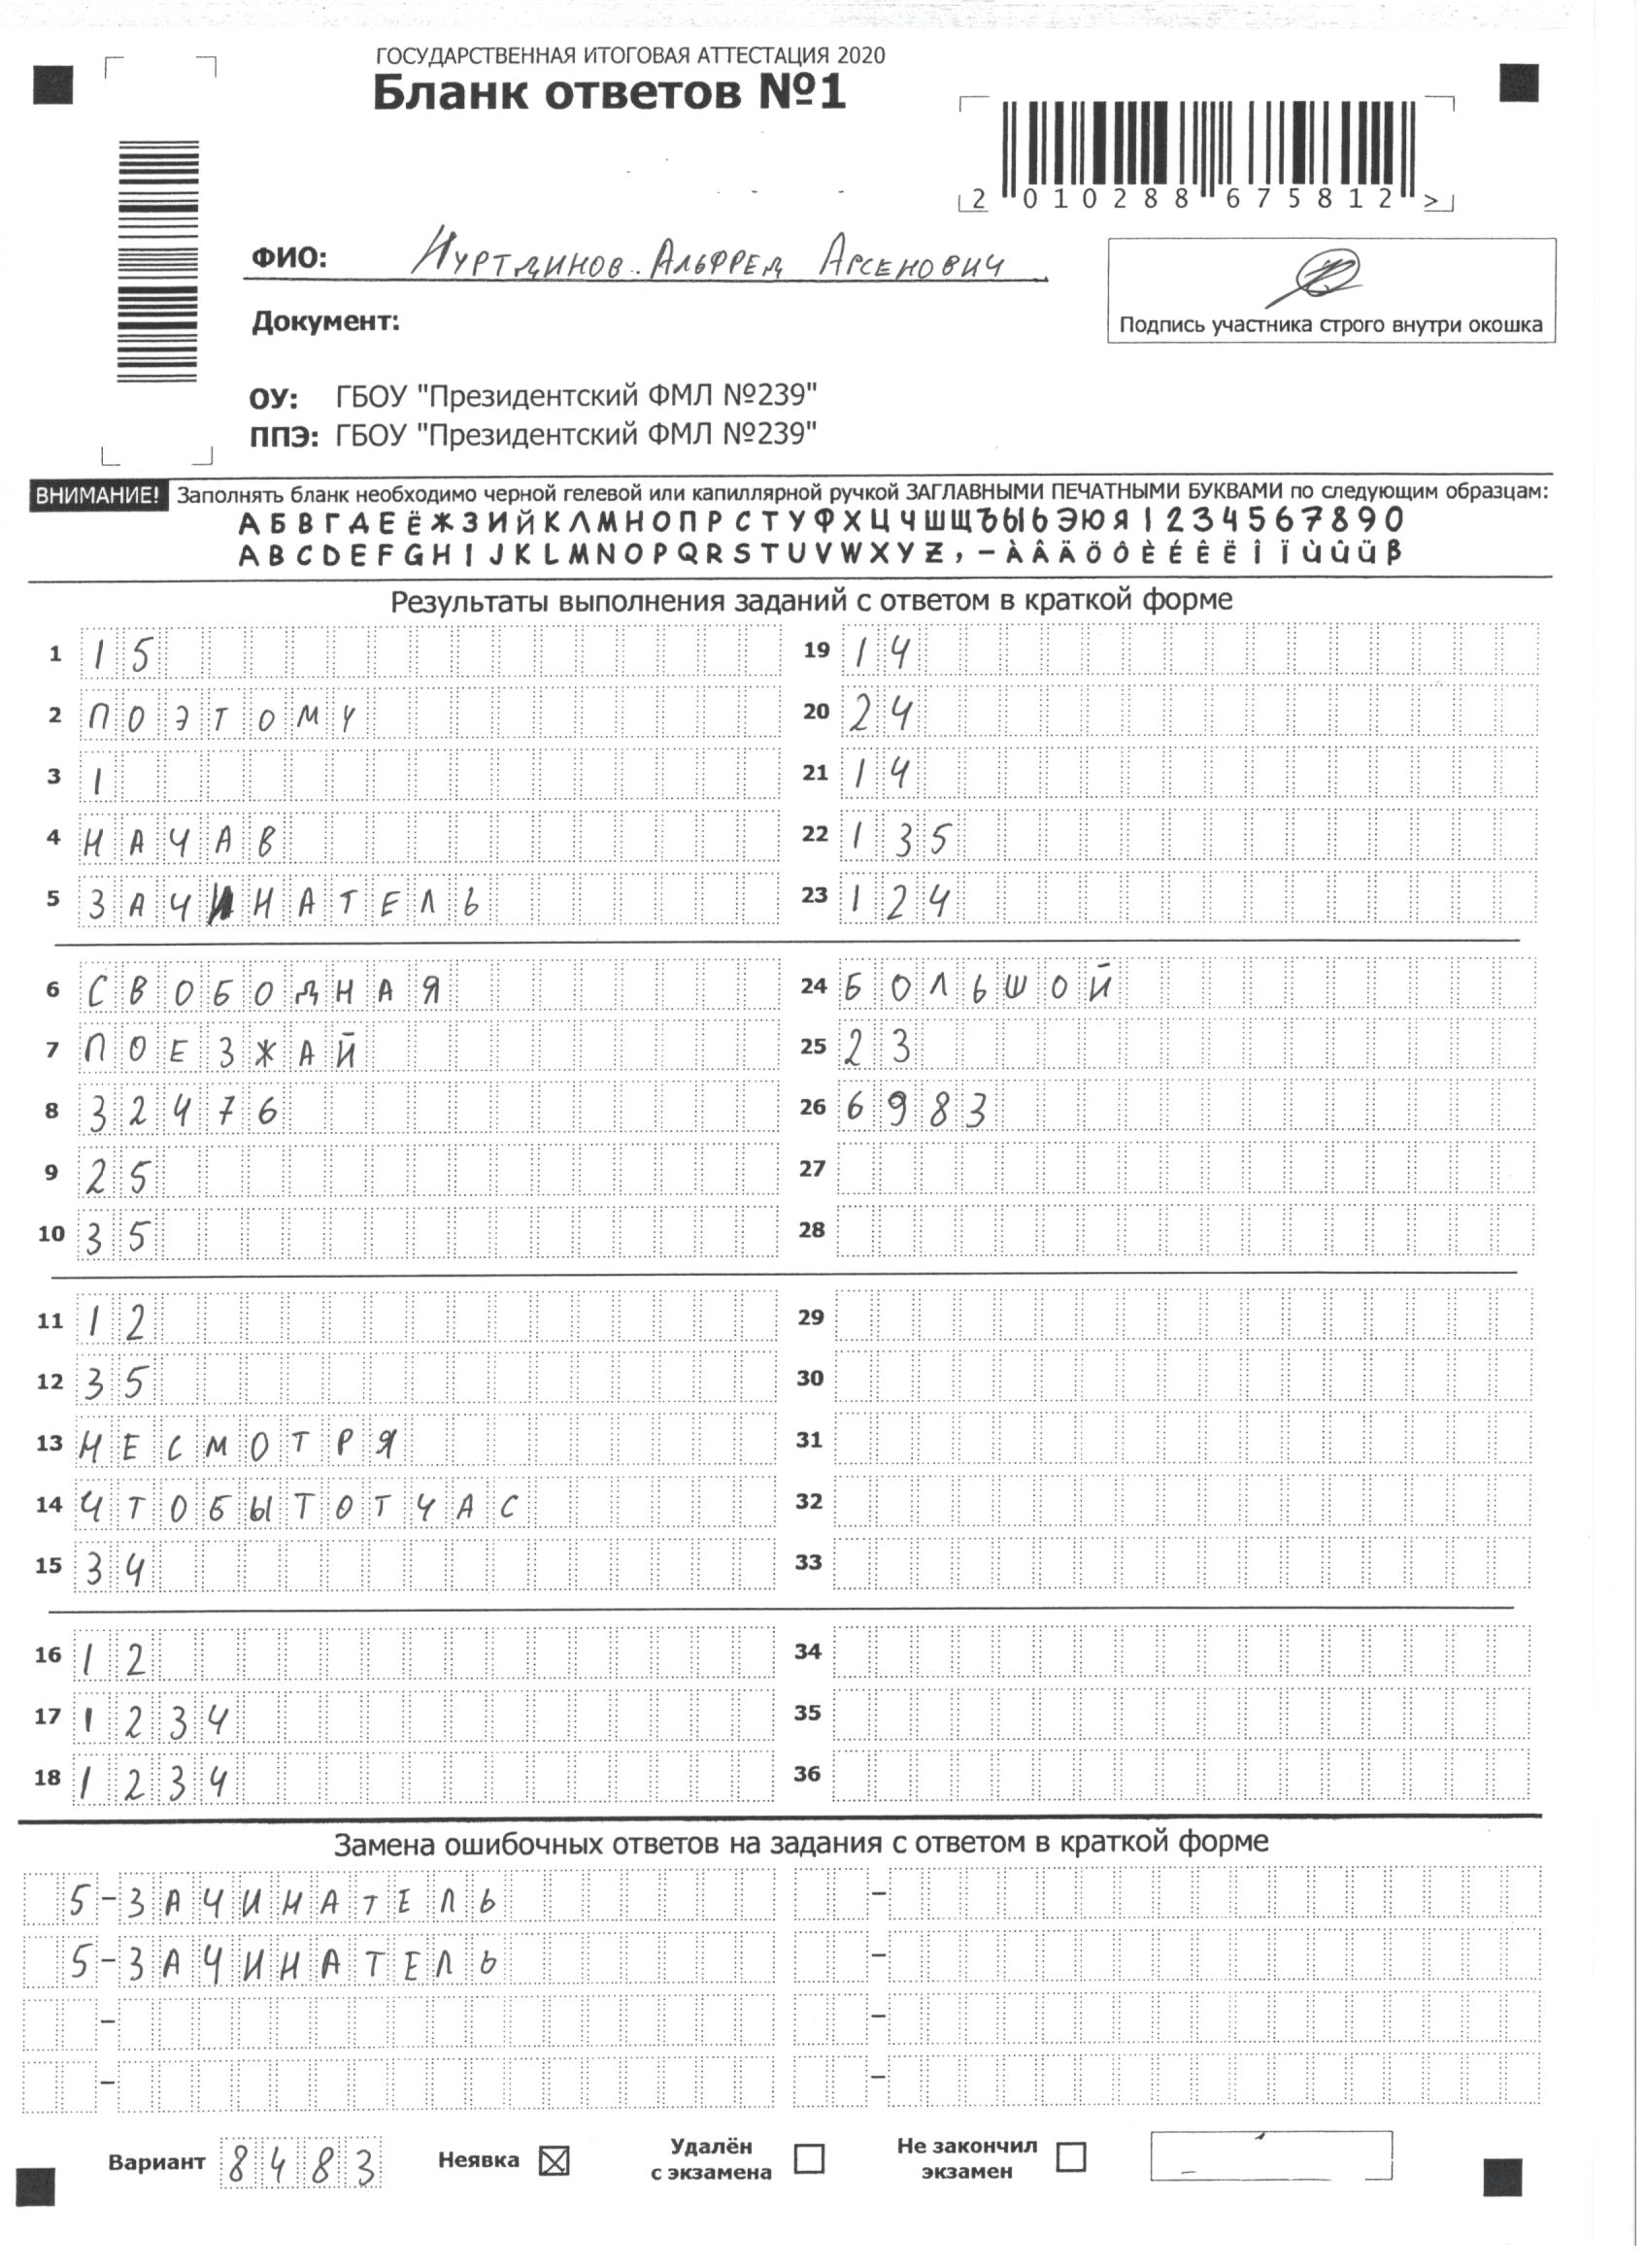 ГОСУДАРСТВЕННАЯ ИТОГОВАЯ АТТЕСТАЦИЯ 2020
Бланк ответов №1
2 010288 675812 >
ФИО: Нуртдинов Альфред Арсенович
Подпись участника строго внутри окошка
Документ:
ОУ: ГБОУ "Президентский ФМЛ №239"
ППЭ: ГБОУ "Президентский ФМЛ №239"
ВНИМАНИЕ! Заполнять бланк необходимо черной гелевой или капиллярной ручкой ЗАГЛАВНЫМИ ПЕЧАТНЫМИ БУКВАМИ по следующим образцам:
АБВГДЕЁЖЗИЙКЛМНОПРСТУФХЦЧШЩЪЫЬЭЮЯ1234567890
ABCDEFGHIJKLMNOPQRSTUVWXYZ,-ÀÂÄÖÔÈÉÊËÎÏÙÛÜß
Результаты выполнения заданий с ответом в краткой форме
1 15
2 ПОЭТОМУ
3 1
4 НАЧАВ
5 ЗАЧИНАТЕЛЬ
6 СВОБОДНАЯ
7 ПОЕЗЖАЙ
8 32476
9 25
10 35
11 12
12 35
13 НЕСМОТРЯ
14 ЧТОБЫТОТЧАС
15 34
16 12
17 1234
18 1234
19 14
20 24
21 14
22 135
23 124
24 БОЛЬШОЙ
25 23
26 6983
27
28
29
30
31
32
33
34
35
36
Замена ошибочных ответов на задания с ответом в краткой форме
5-ЗАЧИНАТЕЛЬ
5-ЗАЧИНАТЕЛЬ
Вариант 8483
Неявка
Удалён
с экзамена
Не закончил
экзамен